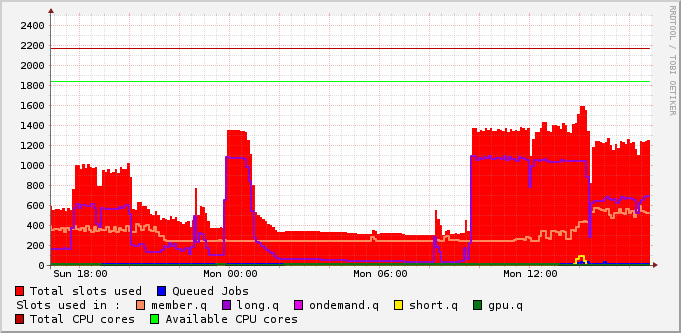 RRDTOOL / TOBI OETIKER
2400
2200
2000
1800
1600
1400
1200
1000
800
600
400
200
0
Sun 18:00 Mon 00:00 Mon 06:00 Mon 12:00
Total slots used Queued Jobs
Slots used in : member.q long.q ondemand.q short.q gpu.q
Total CPU cores Available CPU cores